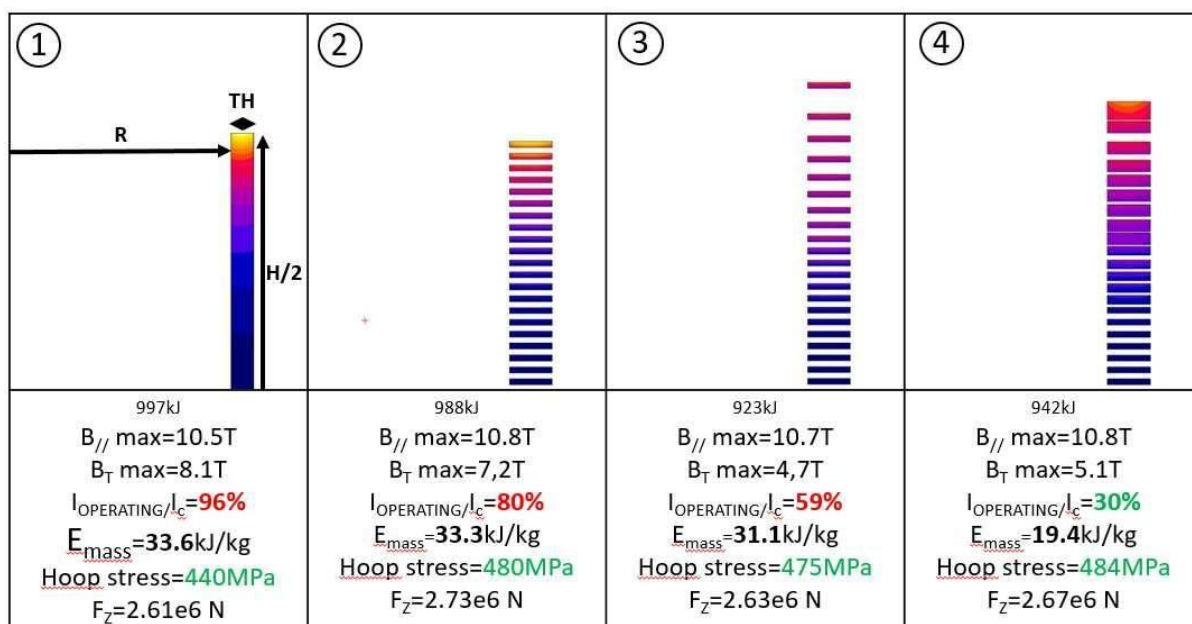 1
2
3
4
TH
R
H/2
997kJ
B// max=10.5T
BT max=8.1T
IOPERATING/Ic=96%
Emass=33.6kJ/kg
Hoop stress=440MPa
FZ=2.61e6 N
988kJ
B// max=10.8T
BT max=7,2T
IOPERATING/Ic=80%
Emass=33.3kJ/kg
Hoop stress=480MPa
FZ=2.73e6 N
923kJ
B// max=10.7T
BT max=4,7T
IOPERATING/Ic=59%
Emass=31.1kJ/kg
Hoop stress=475MPa
FZ=2.63e6 N
942kJ
B// max=10.8T
BT max=5.1T
IOPERATING/Ic=30%
Emass=19.4kJ/kg
Hoop stress=484MPa
FZ=2.67e6 N